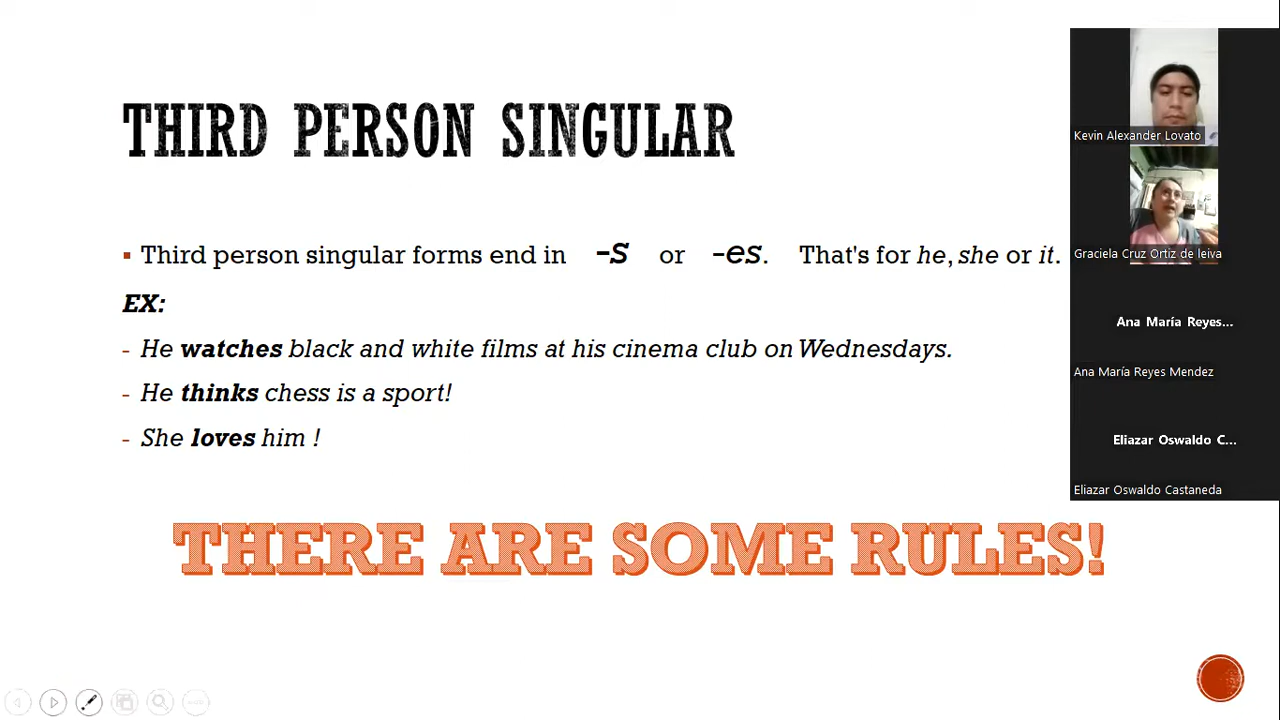 THIRD PERSON SINGULAR
Third person singular forms end in -s or -es. That's for he, she or it.
EX:
- He watches black and white films at his cinema club on Wednesdays.
- He thinks chess is a sport!
- She loves him !
THERE ARE SOME RULES!
Kevin Alexander Lovato
Graciela Cruz Ortiz de leiva
Ana María Reyes...
Ana María Reyes Mendez
Eliazar Oswaldo C...
Eliazar Oswaldo Castaneda